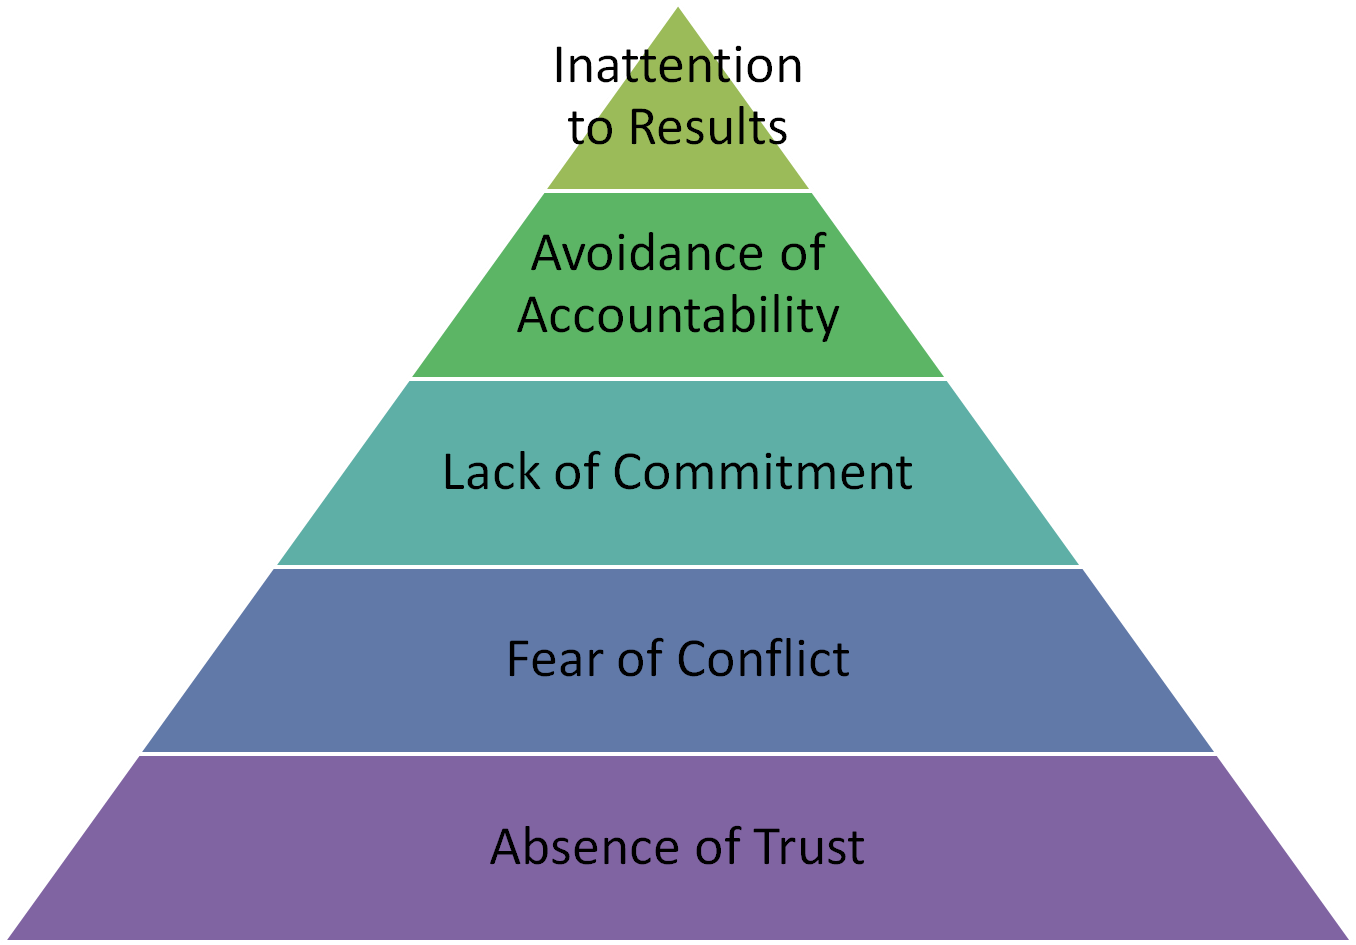 Inattention
to Results
Avoidance of
Accountability
Lack of Commitment
Fear of Conflict
Absence of Trust